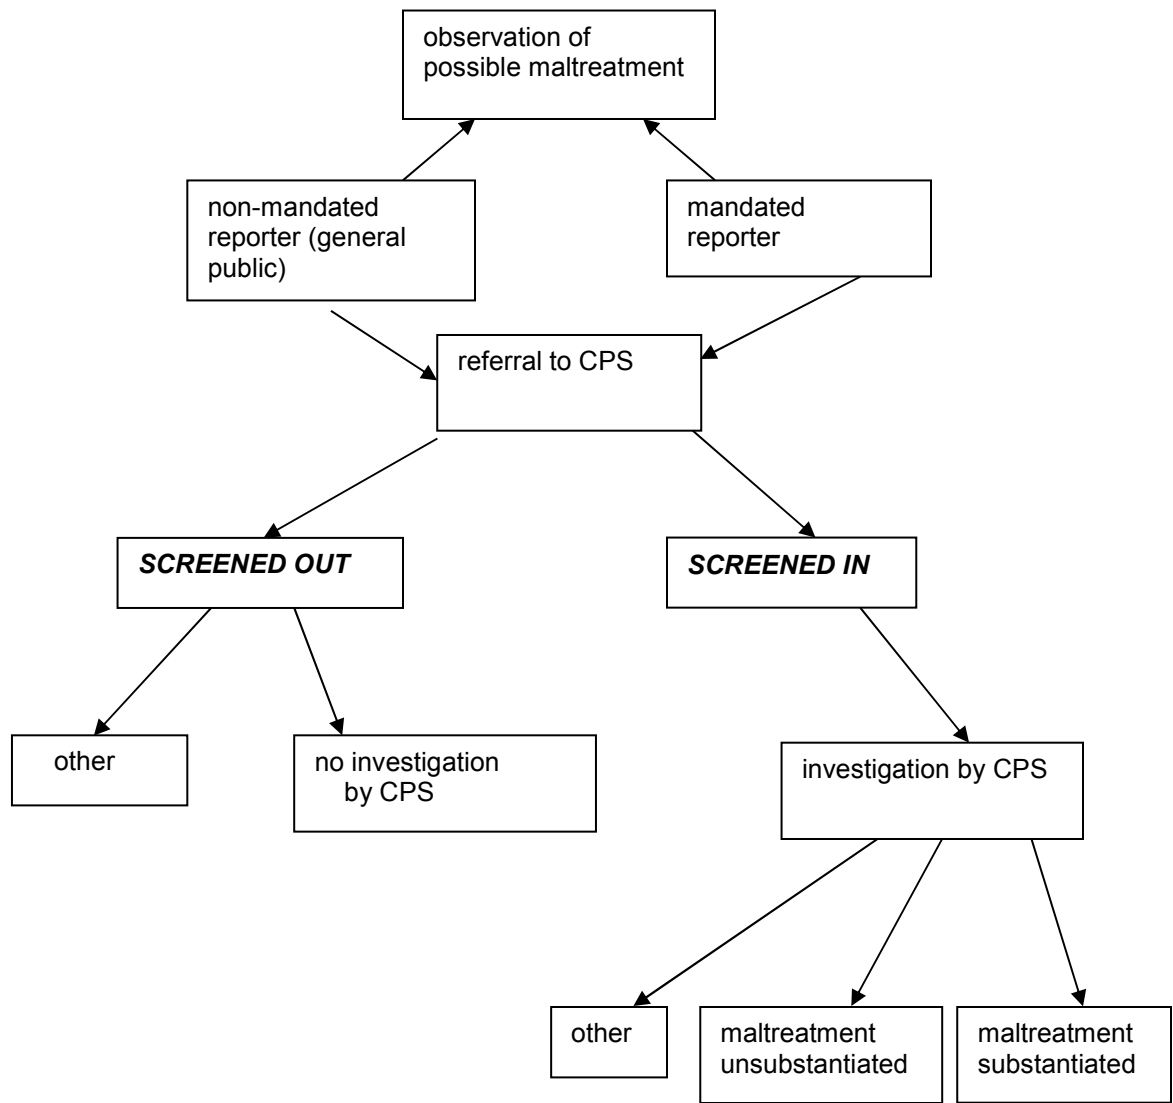 observation of
possible maltreatment
non-mandated
reporter (general
public)
mandated
reporter
referral to CPS
SCREENED OUT
SCREENED IN
other
no investigation
by CPS
investigation by CPS
other
maltreatment
unsubstantiated
maltreatment
substantiated